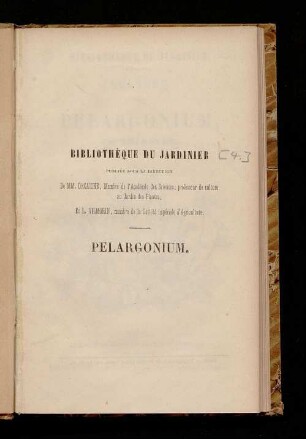 BIBLIOTHÈQUE DU JARDINIER
[4.]
PUBLIÉE SOUS LA DIRECTION
De MM. DECAISNE, Membre de l'Académie des Sciences, professeur de culture
au Jardin des Plantes,
Et L. VILMORIN, membre de la Société impériale d'Agriculture.
PELARGONIUM.